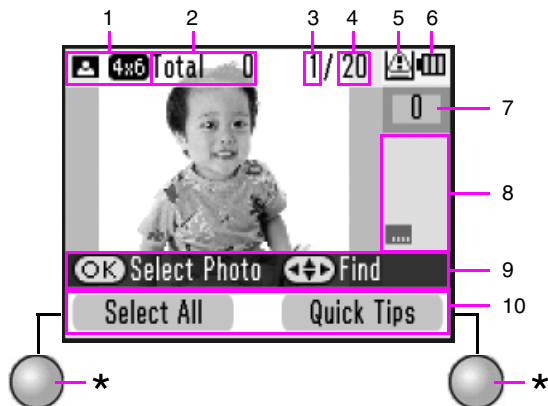 1 2 3 4 5 6
4x6 Total 0 1/20
0 7
8
OK Select Photo Find 9
Select All Quick Tips 10
* *